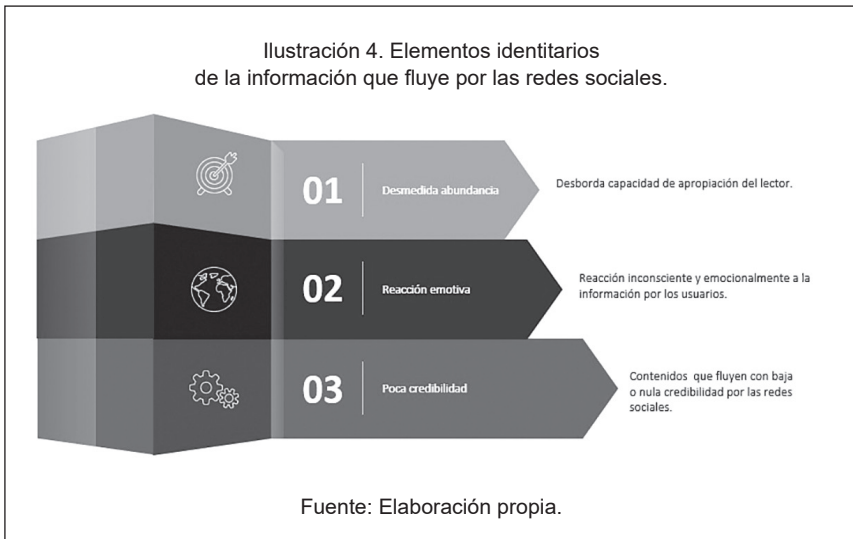 Ilustración 4. Elementos identitarios
de la información que fluye por las redes sociales.
01
Desmedida abundancia
Desborda capacidad de apropiación del lector.
02
Reacción emotiva
Reacción inconsciente y emocionalmente a la
información por los usuarios.
03
Poca credibilidad
Contenidos que fluyen con baja
o nula credibilidad por las redes
sociales.
Fuente: Elaboración propia.